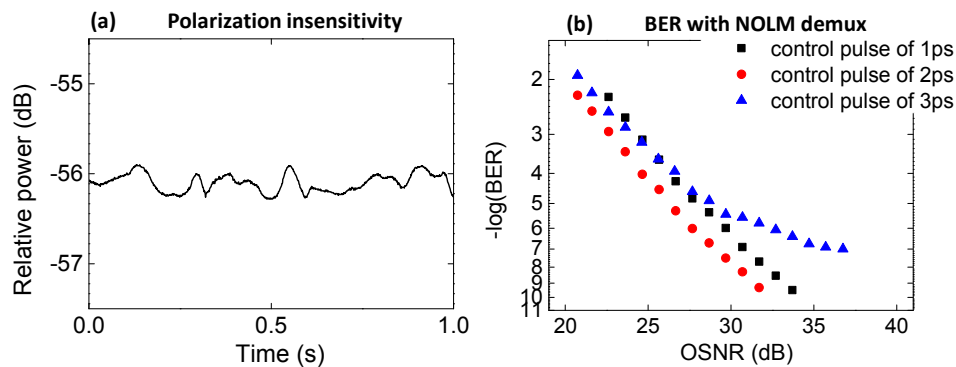 (a) Polarization insensitivity
Relative power (dB)
-55
-56
-57
0.0 0.5 1.0
Time (s)
(b) BER with NOLM demux
control pulse of 1ps
control pulse of 2ps
control pulse of 3ps
-log(BER)
2
3
4
5
6
7
8
9
10
11
20 25 30 35 40
OSNR (dB)